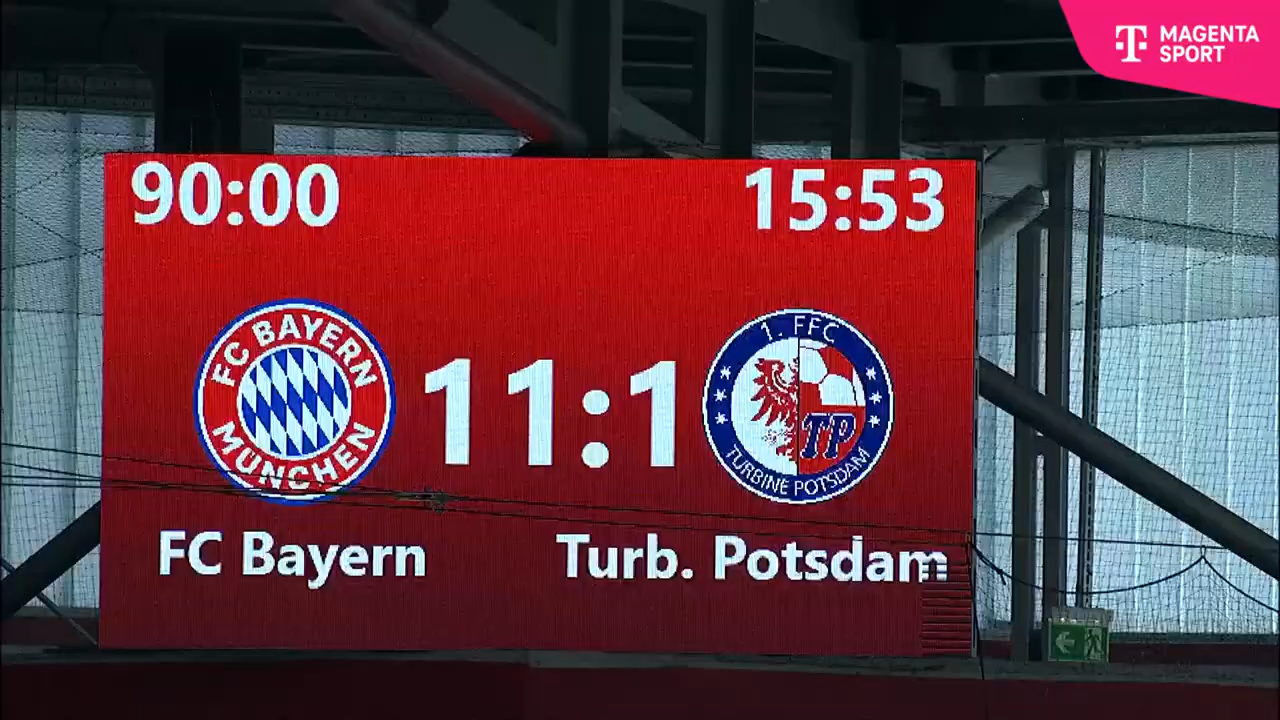 MAGENTA
SPORT
90:00
15:53
FC BAYERN
MÜNCHEN
11:1
1. FFC
TP
TURBINE POTSDAM
FC Bayern
Turb. Potsdam